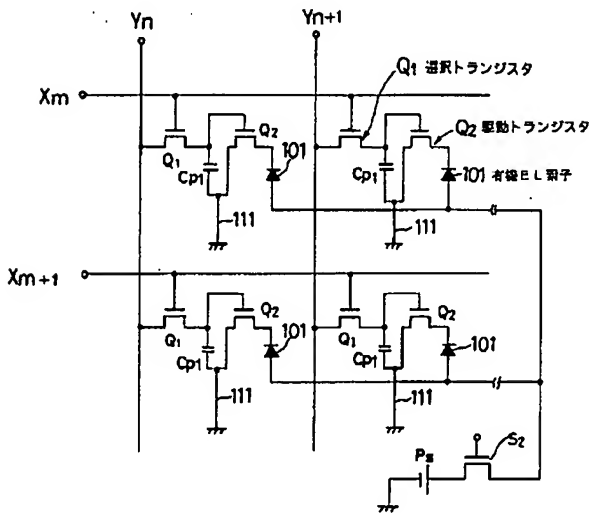 Yn
Yn+1
Xm
Q1 選択トランジスタ
Q2
Q2 駆動トランジスタ
Q1
Cp1
101
Cp1
101 有機EL素子
111
111
Xm+1
Q2
Q2
Q1
Cp1
101
Q1
Cp1
101
111
111
Ps
S2